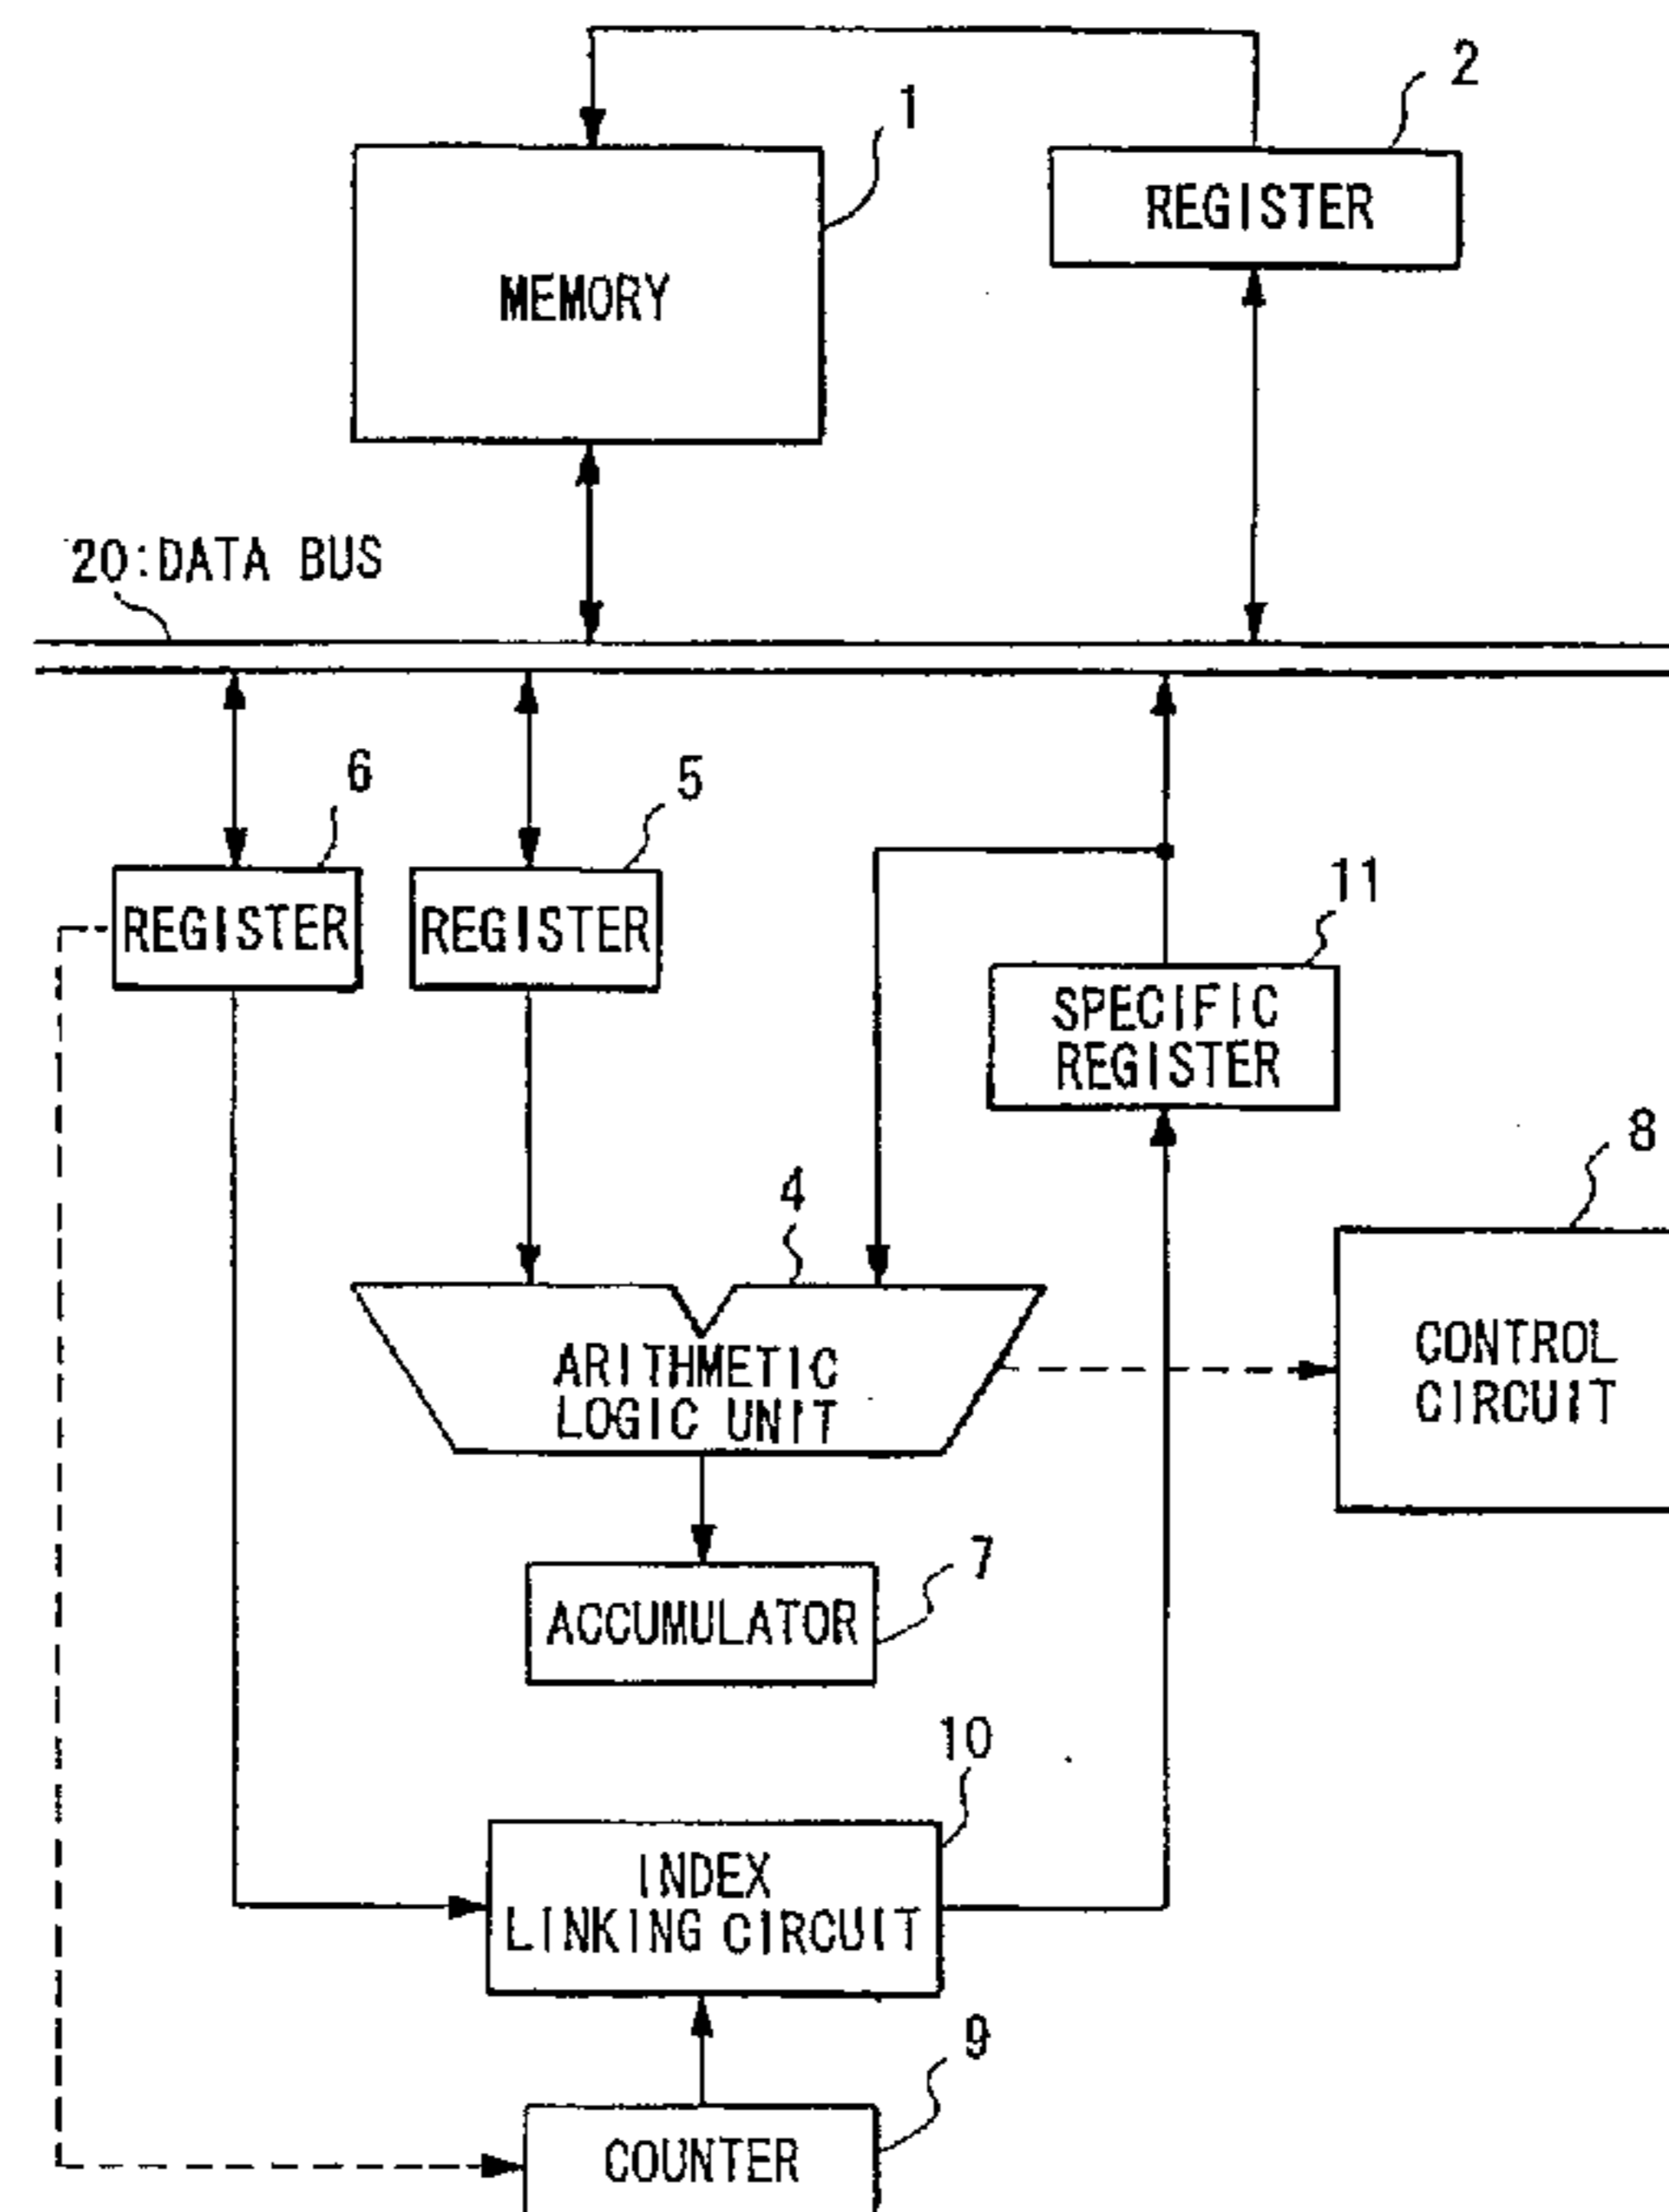 2
1
REGISTER
MEMORY
20:DATA BUS
6
5
11
REGISTER
REGISTER
SPECIFIC
REGISTER
8
4
CONTROL
CIRCUIT
ARITHMETIC
LOGIC UNIT
7
ACCUMULATOR
10
INDEX
LINKING CIRCUIT
9
COUNTER